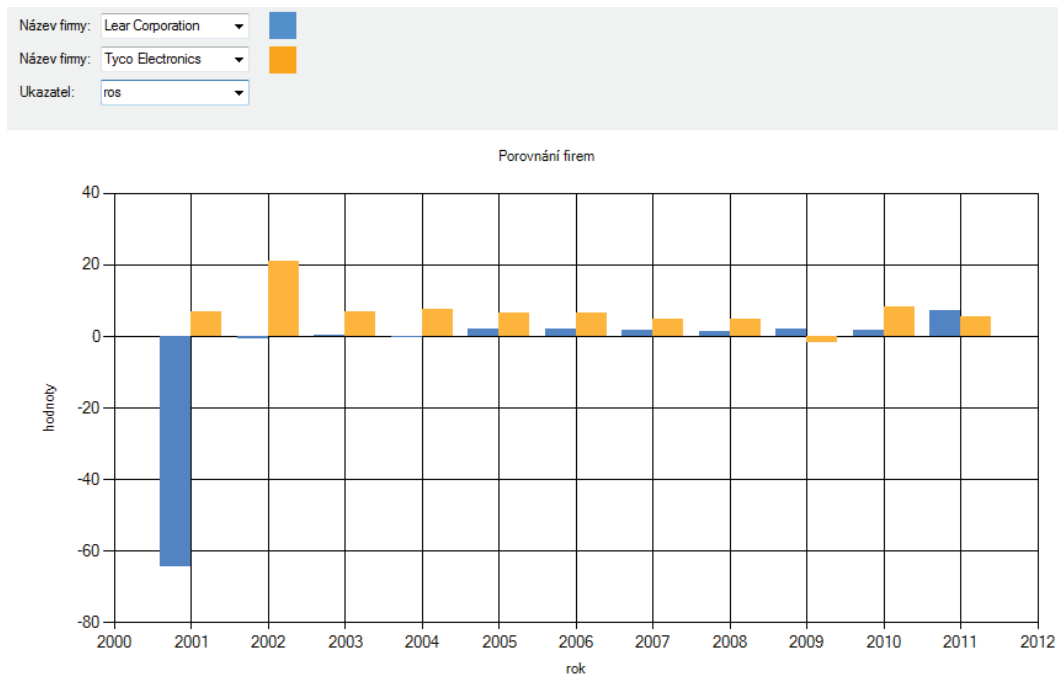 Název firmy: Lear Corporation
Název firmy: Tyco Electronics
Ukazatel: ros
Porovnání firem
40
20
0
-20
-40
-60
-80
hodnoty
2000 2001 2002 2003 2004 2005 2006 2007 2008 2009 2010 2011 2012
rok